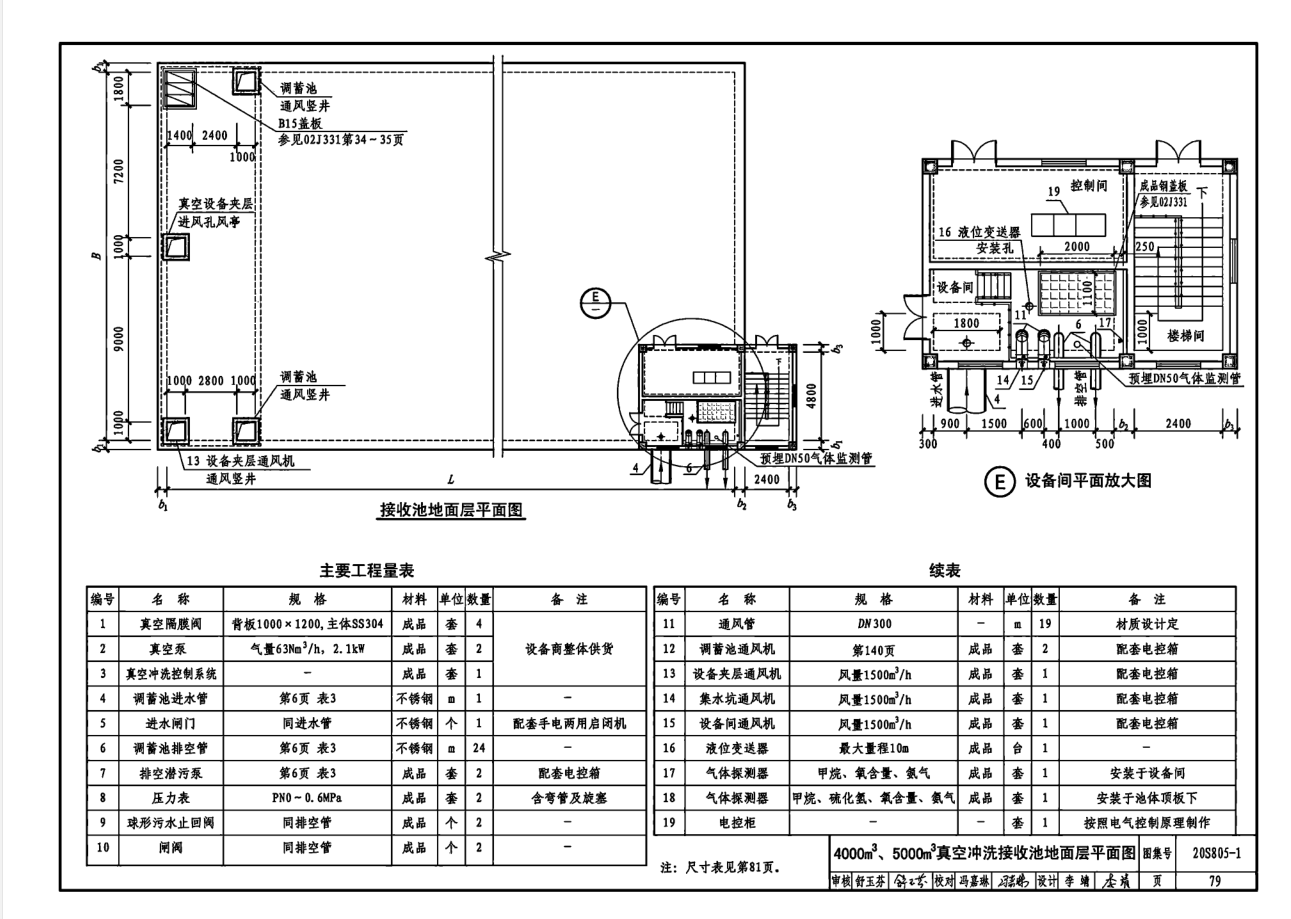 b₃
1800
7200
1000
9000
1000
b₃
B
调蓄池
通风竖井
B15盖板
参见02J331第34～35页
1400 2400
1000
真空设备夹层
进风孔风亭
1000 2800 1000
调蓄池
通风竖井
13 设备夹层通风机
通风竖井
E
—
下
b₃
4800
b₁
预埋DN50气体监测管
4
6
L
2400
b₁
b₂
b₃
接收池地面层平面图
控制间
19
成品钢盖板
参见02J331
下
16 液位变送器
安装孔
2000
250
设备间
1100
11
6
17
1800
1000
1000
楼梯间
进水管
14
15
4
排空管
预埋DN50气体监测管
900 1500 600 1000 b₂ 2400 b₃
300 400 500
E 设备间平面放大图
主要工程量表
编号 名 称 规 格 材料 单位 数量 备 注
1 真空隔膜阀 背板1000×1200,主体SS304 成品 套 4
2 真空泵 气量63Nm³/h, 2.1kW 成品 套 2 设备商整体供货
3 真空冲洗控制系统 — 成品 套 1
4 调蓄池进水管 第6页 表3 不锈钢 m 1 —
5 进水闸门 同进水管 不锈钢 个 1 配套手电两用启闭机
6 调蓄池排空管 第6页 表3 不锈钢 m 24 —
7 排空潜污泵 第6页 表3 成品 套 2 配套电控箱
8 压力表 PN0～0.6MPa 成品 套 2 含弯管及旋塞
9 球形污水止回阀 同排空管 成品 个 2 —
10 闸阀 同排空管 成品 个 2 —
续表
编号 名 称 规 格 材料 单位 数量 备 注
11 通风管 DN300 — m 19 材质设计定
12 调蓄池通风机 第140页 成品 套 2 配套电控箱
13 设备夹层通风机 风量1500m³/h 成品 套 1 配套电控箱
14 集水坑通风机 风量1500m³/h 成品 套 1 配套电控箱
15 设备间通风机 风量1500m³/h 成品 套 1 配套电控箱
16 液位变送器 最大量程10m 成品 台 1 —
17 气体探测器 甲烷、氧含量、氨气 成品 套 1 安装于设备间
18 气体探测器 甲烷、硫化氢、氧含量、氨气 成品 套 1 安装于池体顶板下
19 电控柜 — — 套 1 按照电气控制原理制作
注：尺寸表见第81页。
4000m³、5000m³真空冲洗接收池地面层平面图 图集号 20S805-1
审核 舒玉芬 校对 冯嘉琳 设计 李靖 页 79